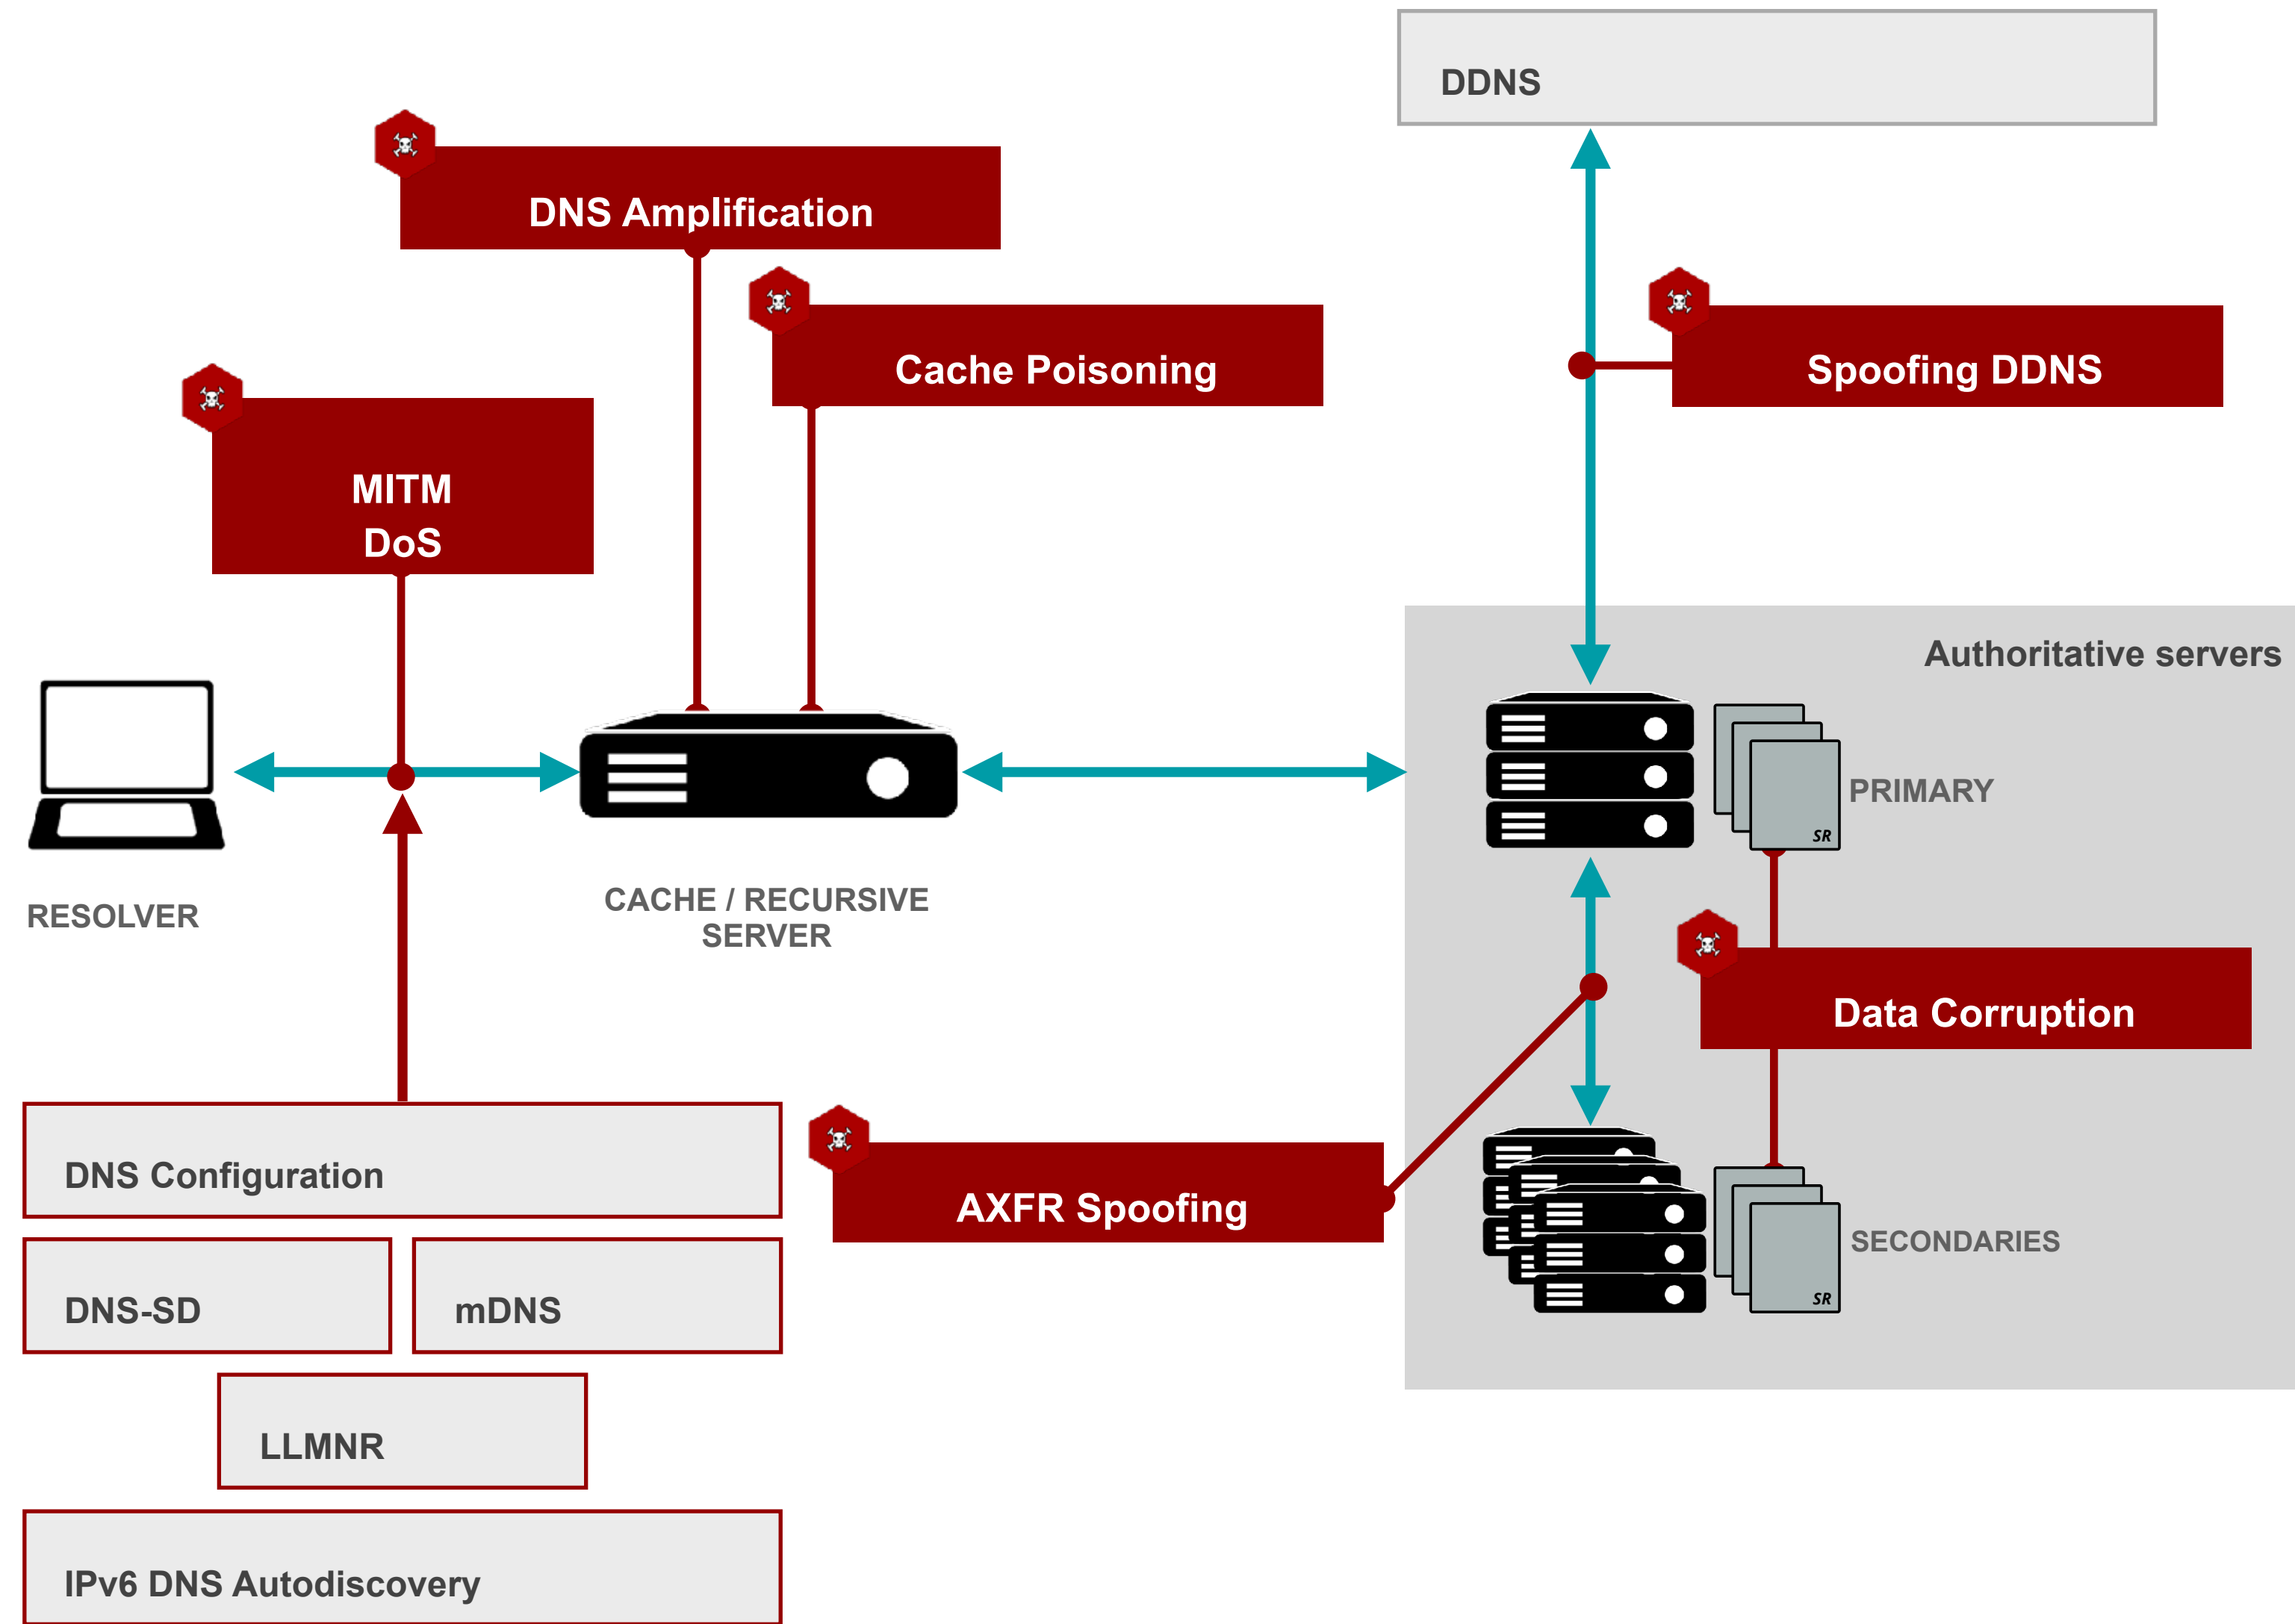 DDNS
DNS Amplification
Cache Poisoning
Spoofing DDNS
MITM
DoS
Authoritative servers
PRIMARY
SR
RESOLVER
CACHE / RECURSIVE
SERVER
Data Corruption
DNS Configuration
AXFR Spoofing
SECONDARIES
SR
DNS-SD
mDNS
LLMNR
IPv6 DNS Autodiscovery